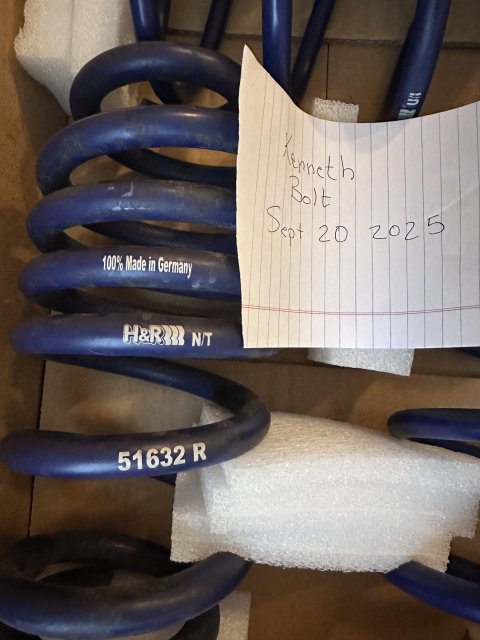 Kenneth
Bolt
Sept 20 2025
100% Made in Germany
H&R N/T
51632 R